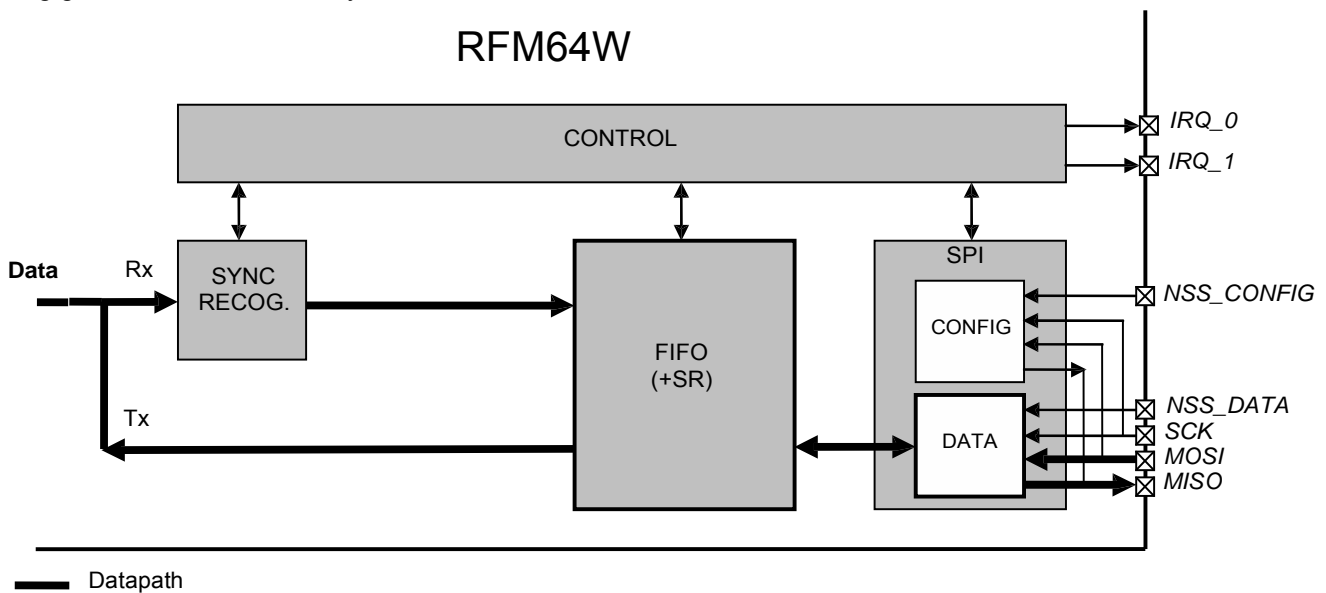 RFM64W
CONTROL
IRQ_0
IRQ_1
Data
Rx
SYNC
RECOG.
SPI
NSS_CONFIG
CONFIG
FIFO
(+SR)
Tx
DATA
NSS_DATA
SCK
MOSI
MISO
Datapath